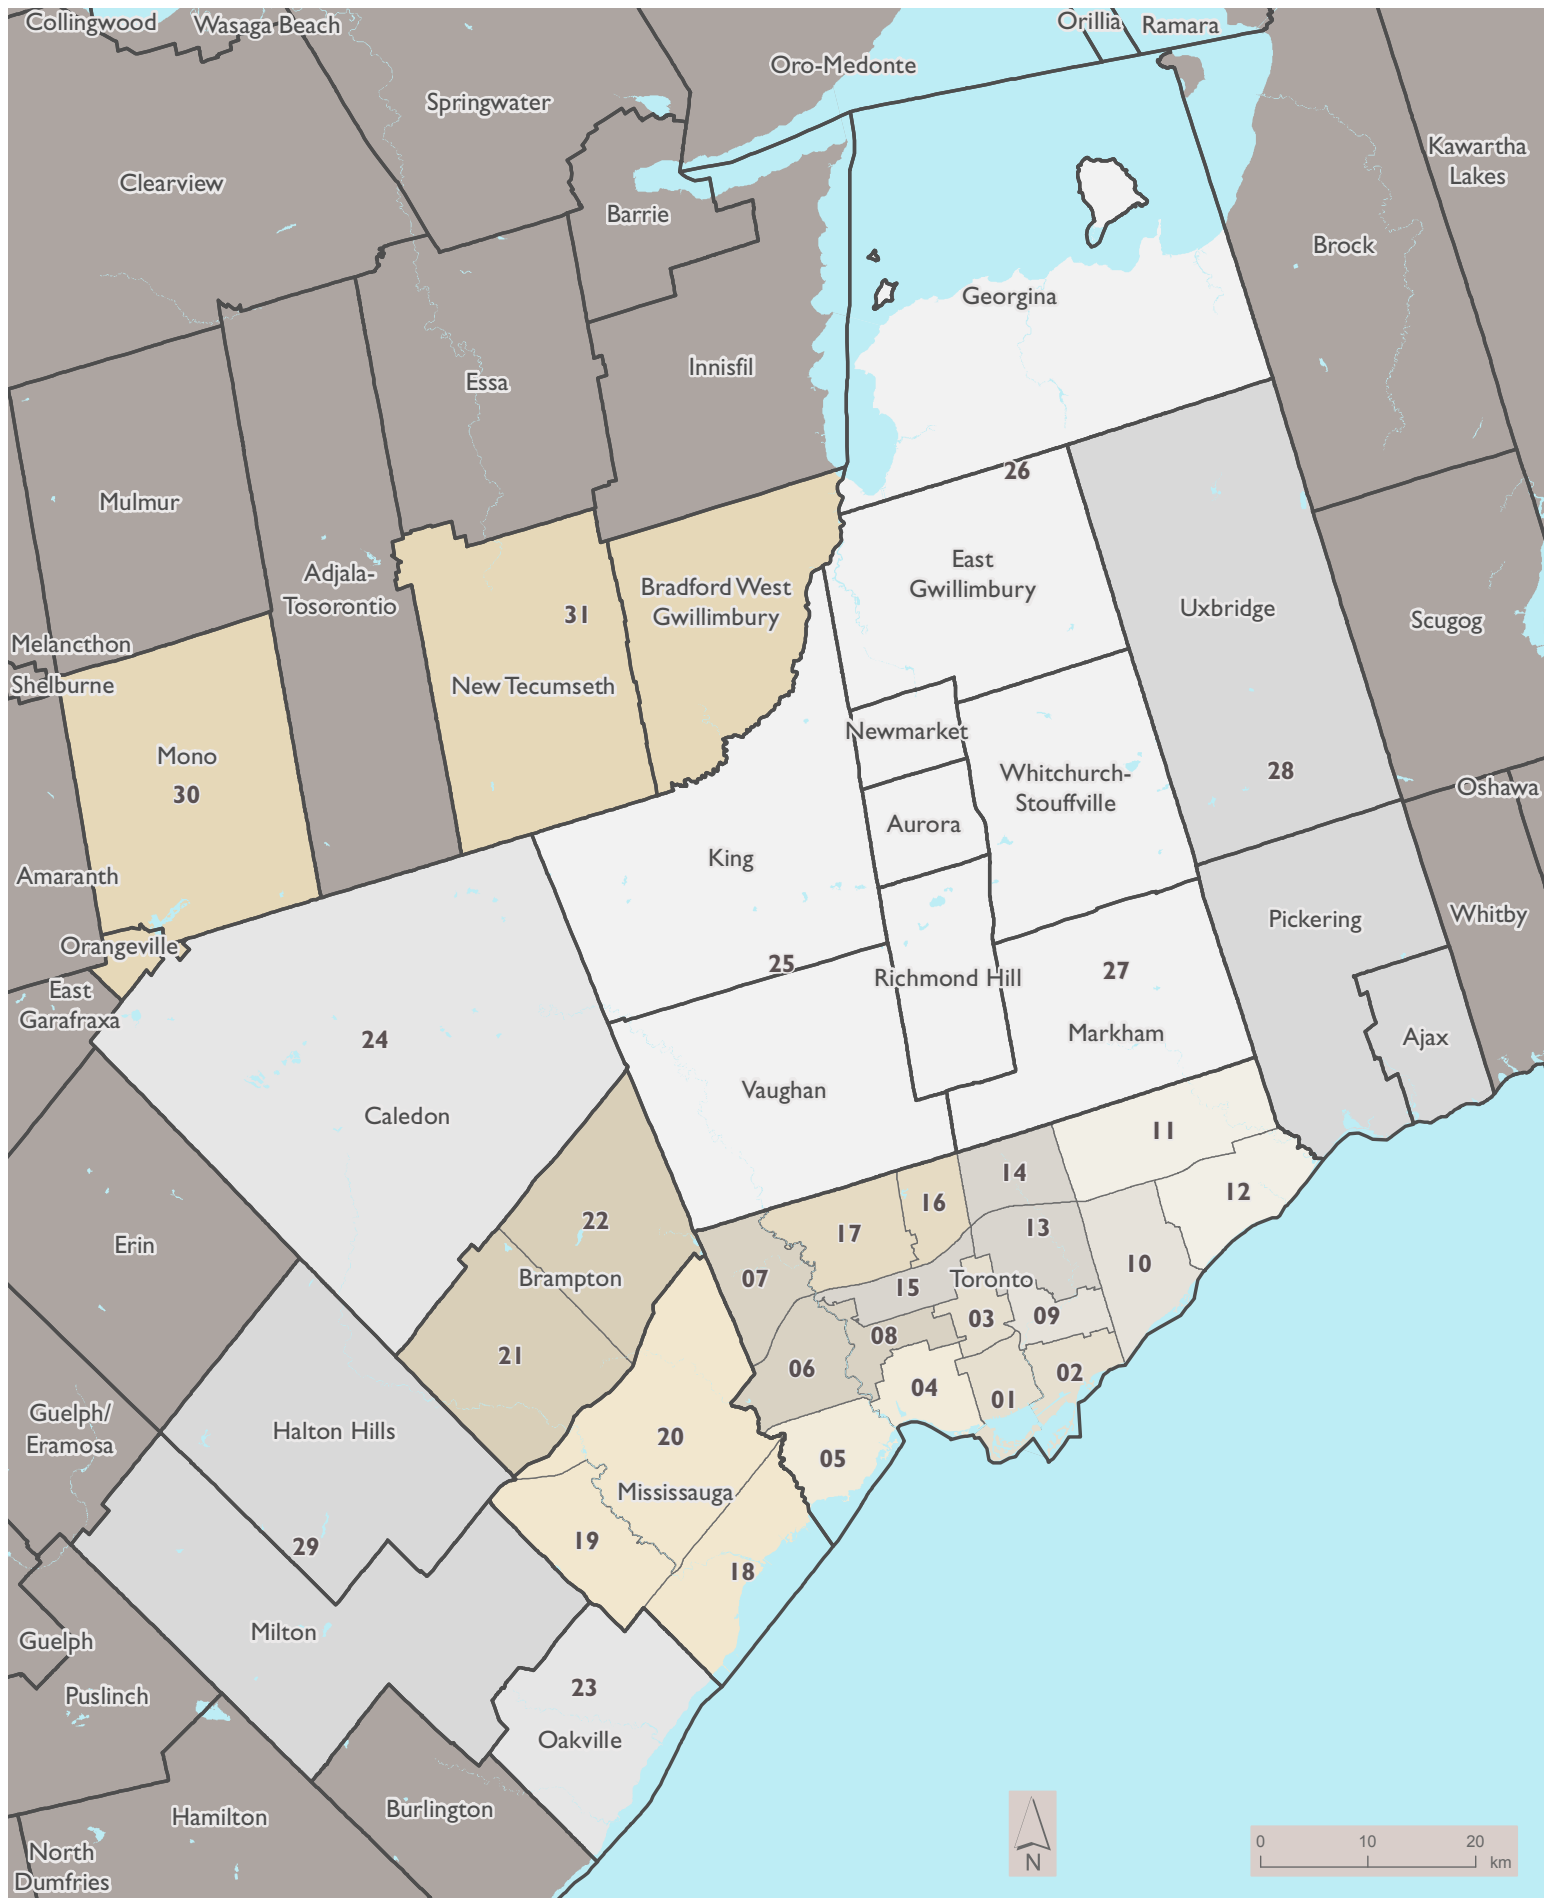 Collingwood
Wasaga Beach
Orillia
Ramara
Oro-Medonte
Springwater
Kawartha
Lakes
Clearview
Barrie
Brock
Georgina
Innisfil
Essa
26
Mulmur
East
Gwillimbury
Adjala-
Tosorontio
Bradford West
Gwillimbury
31
Uxbridge
Scugog
Melancthon
Shelburne
New Tecumseth
Newmarket
Mono
30
Whitchurch-
Stouffville
28
Oshawa
Aurora
King
Amaranth
Pickering
Whitby
Orangeville
25
Richmond Hill
27
East
Garafraxa
24
Markham
Ajax
Vaughan
Caledon
11
14
12
16
22
17
13
Erin
10
Brampton
07
15
Toronto
03
09
08
21
06
02
04
01
Guelph/
Eramosa
Halton Hills
20
05
Mississauga
29
19
18
Milton
Guelph
23
Puslinch
Oakville
Burlington
Hamilton
North
Dumfries
N
0 10 20
km